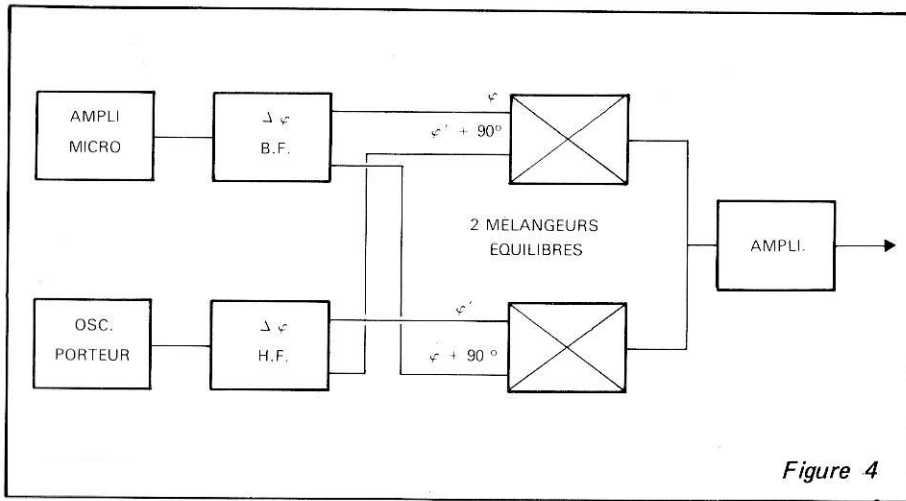 AMPLI
MICRO
Δ φ
B.F.
φ
φ' + 90°
2 MELANGEURS
EQUILIBRES
AMPLI.
OSC.
PORTEUR
Δ φ
H.F.
φ'
φ + 90 °
Figure 4